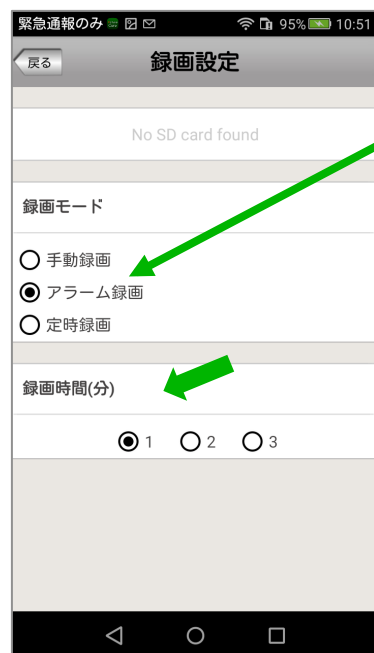 緊急通報のみ 95% 10:51
戻る 録画設定
No SD card found
録画モード
手動録画
アラーム録画
定時録画
録画時間(分)
1 2 3